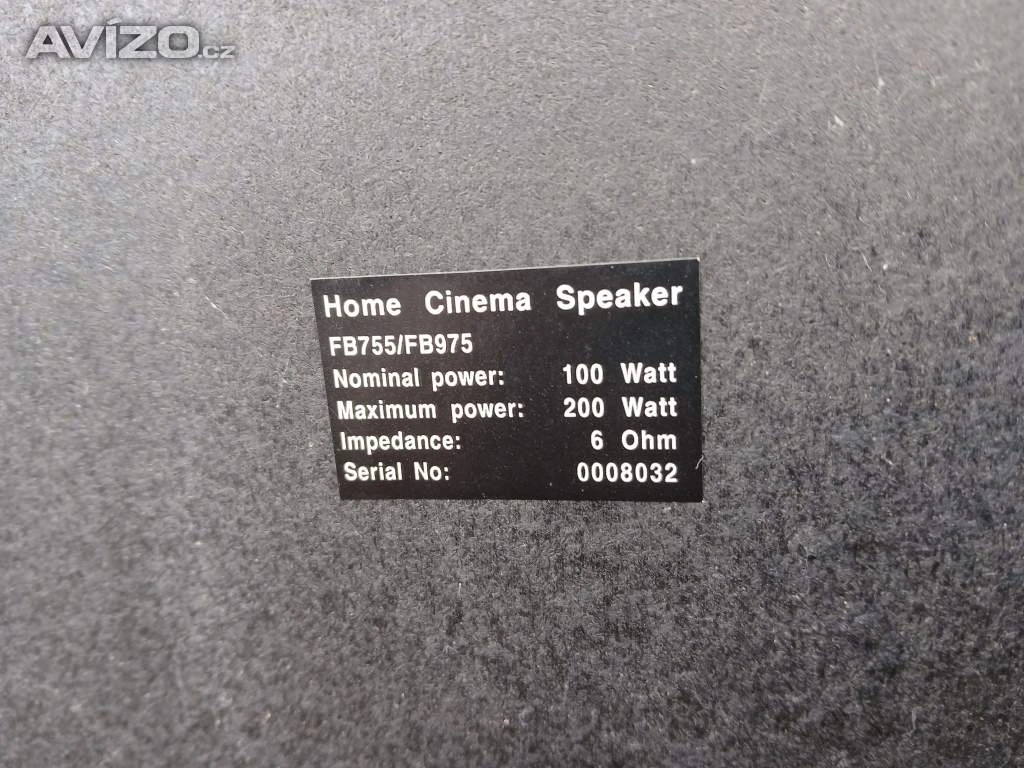 AVÍZO.cz
Home Cinema Speaker
FB755/FB975
Nominal power: 100 Watt
Maximum power: 200 Watt
Impedance: 6 Ohm
Serial No: 0008032